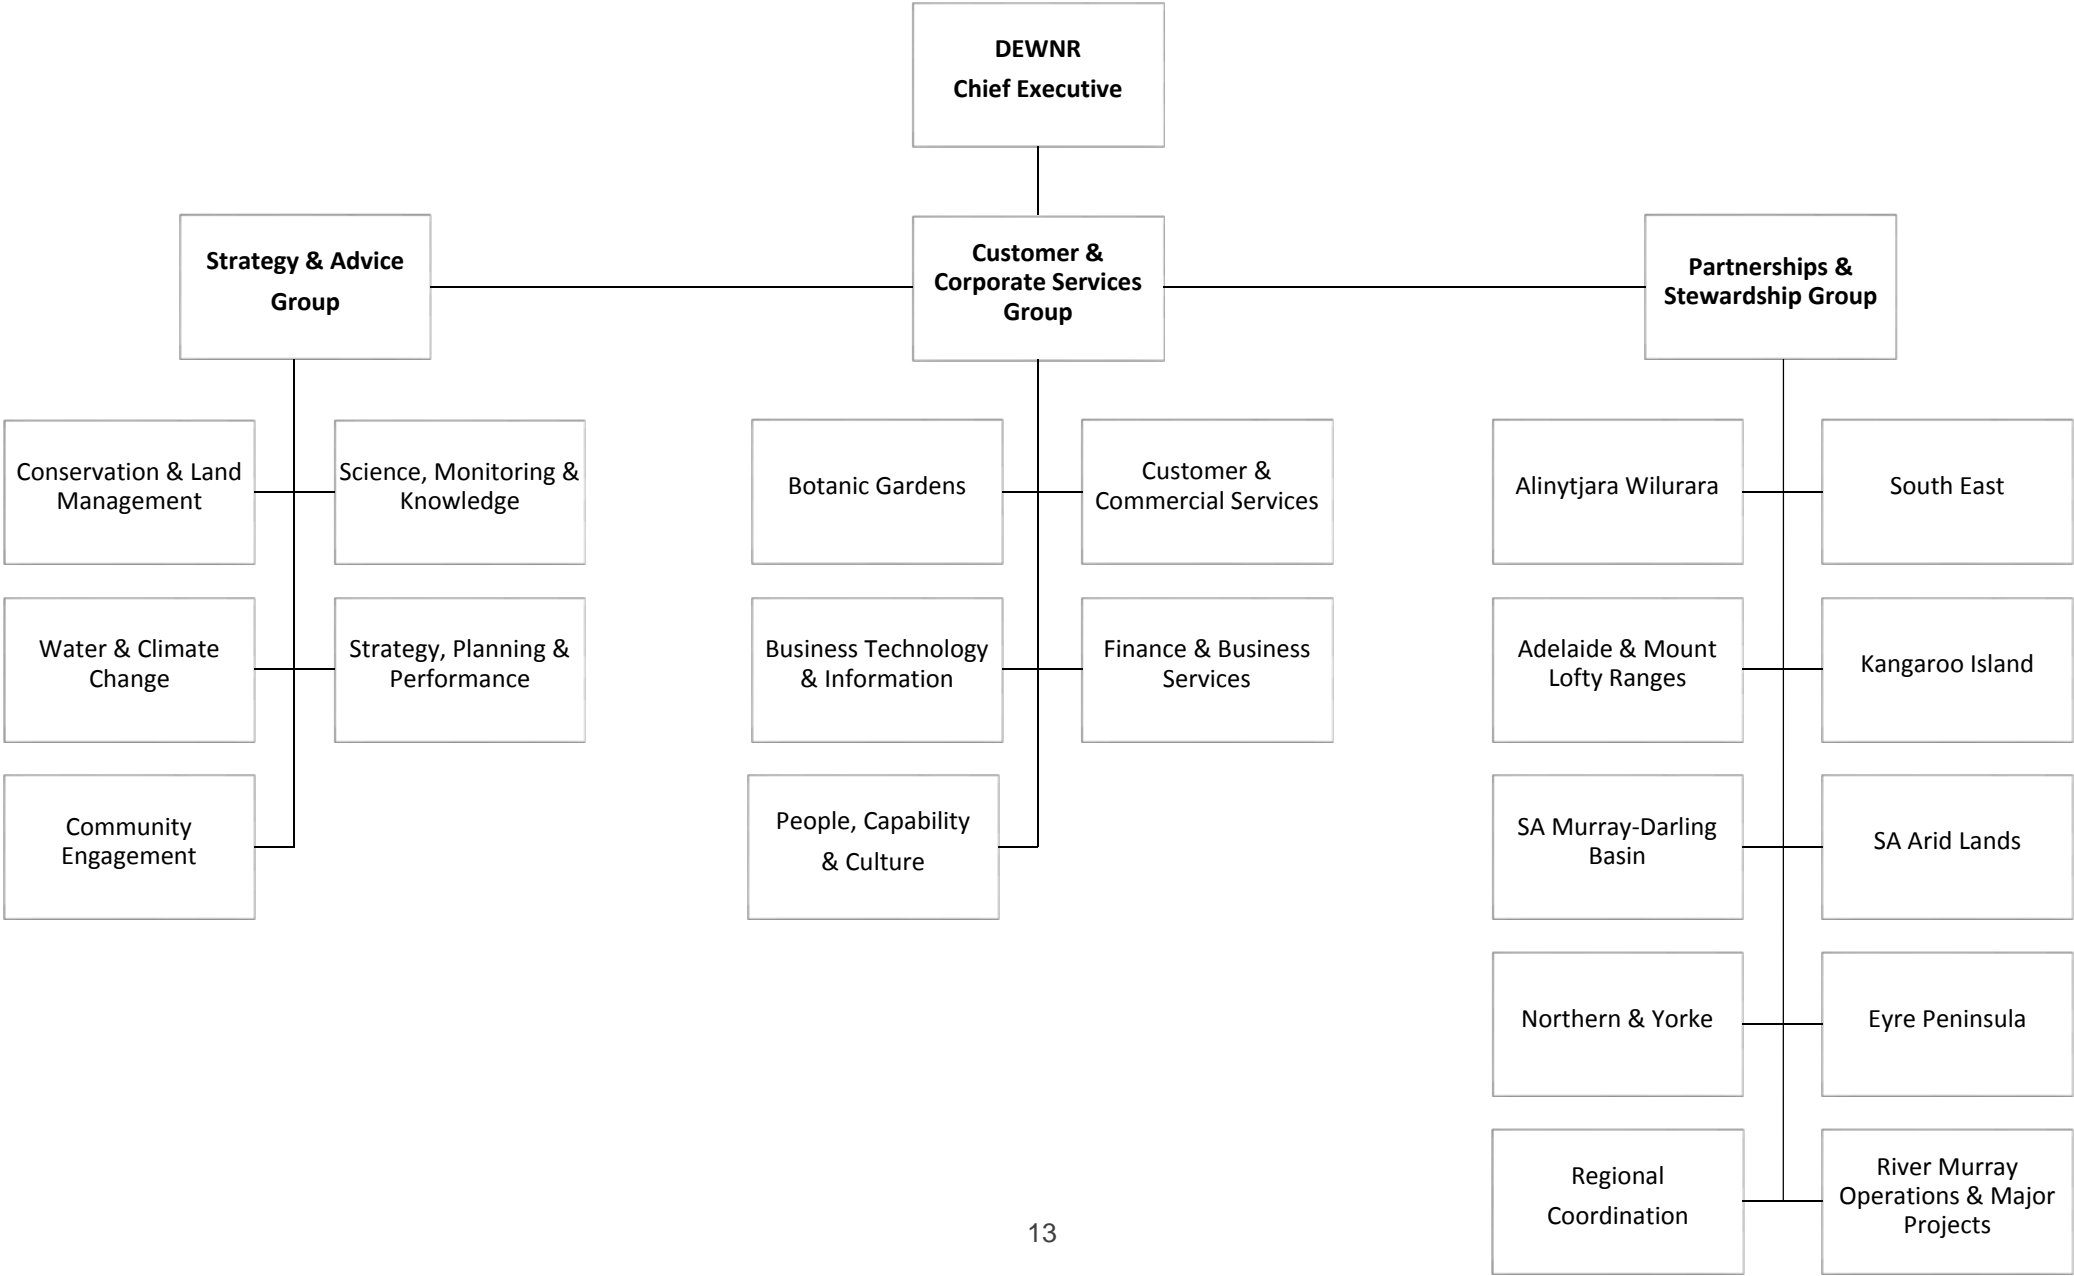 DEWNR
Chief Executive
Strategy & Advice
Group
Customer &
Corporate Services
Group
Partnerships &
Stewardship Group
Conservation & Land
Management
Science, Monitoring &
Knowledge
Botanic Gardens
Customer &
Commercial Services
Alinytjara Wilurara
South East
Water & Climate
Change
Strategy, Planning &
Performance
Business Technology
& Information
Finance & Business
Services
Adelaide & Mount
Lofty Ranges
Kangaroo Island
Community
Engagement
People, Capability
& Culture
SA Murray-Darling
Basin
SA Arid Lands
Northern & Yorke
Eyre Peninsula
Regional
Coordination
River Murray
Operations & Major
Projects
13